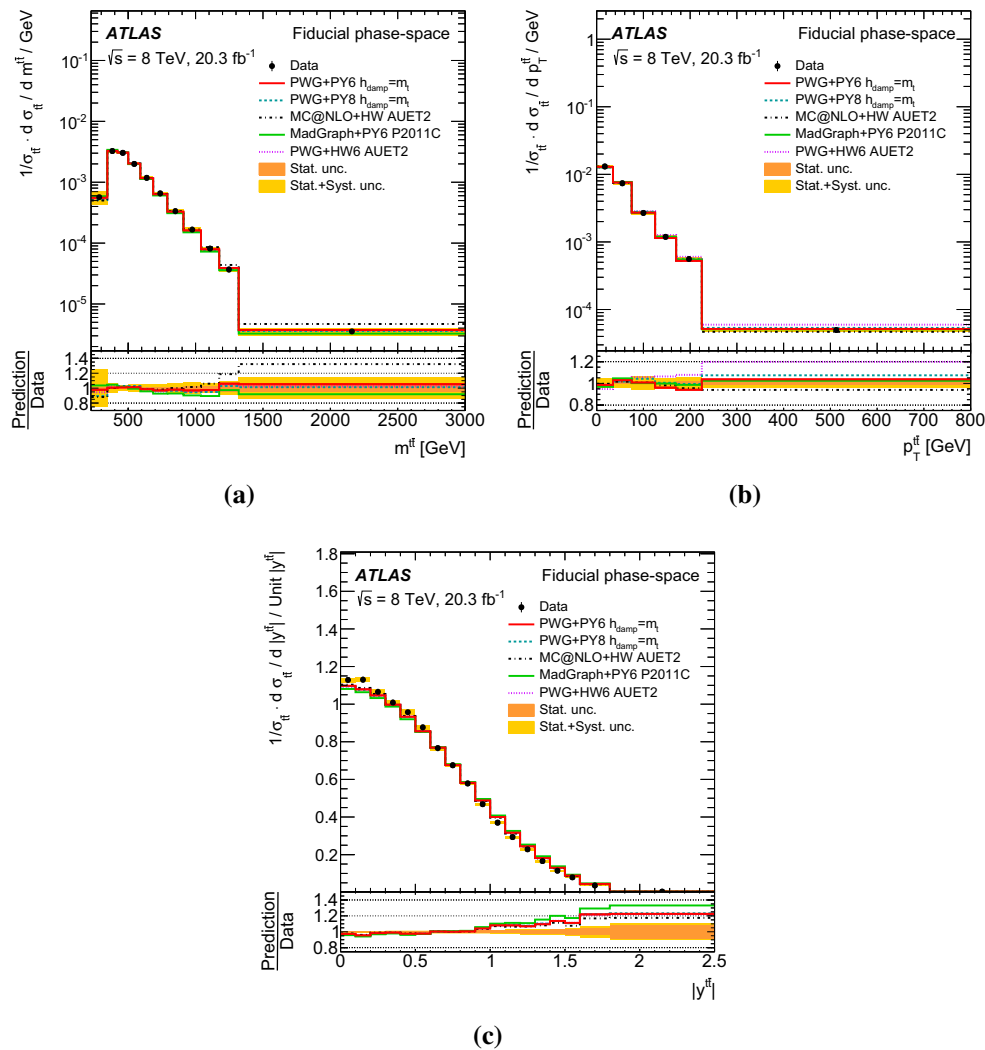 ATLAS Fiducial phase-space
√s = 8 TeV, 20.3 fb⁻¹
Data
PWG+PY6 h_damp=m_t
PWG+PY8 h_damp=m_t
MC@NLO+HW AUET2
MadGraph+PY6 P2011C
PWG+HW6 AUET2
Stat. unc.
Stat.+Syst. unc.
1/σ_tt̄ · d σ_tt̄ / d m^tt̄ / GeV
10⁻¹
10⁻²
10⁻³
10⁻⁴
10⁻⁵
Prediction
Data
1.4
1.2
1
0.8
500 1000 1500 2000 2500 3000
m^tt̄ [GeV]
(a)
ATLAS Fiducial phase-space
√s = 8 TeV, 20.3 fb⁻¹
Data
PWG+PY6 h_damp=m_t
PWG+PY8 h_damp=m_t
MC@NLO+HW AUET2
MadGraph+PY6 P2011C
PWG+HW6 AUET2
Stat. unc.
Stat.+Syst. unc.
1/σ_tt̄ · d σ_tt̄ / d p_T^tt̄ / GeV
1
10⁻¹
10⁻²
10⁻³
10⁻⁴
Prediction
Data
1.2
1
0.8
0 100 200 300 400 500 600 700 800
p_T^tt̄ [GeV]
(b)
ATLAS Fiducial phase-space
√s = 8 TeV, 20.3 fb⁻¹
Data
PWG+PY6 h_damp=m_t
PWG+PY8 h_damp=m_t
MC@NLO+HW AUET2
MadGraph+PY6 P2011C
PWG+HW6 AUET2
Stat. unc.
Stat.+Syst. unc.
1/σ_tt̄ · d σ_tt̄ / d |y^tt̄| / Unit |y^tt̄|
1.8
1.6
1.4
1.2
1
0.8
0.6
0.4
0.2
Prediction
Data
1.4
1.2
1
0.8
0 0.5 1 1.5 2 2.5
|y^tt̄|
(c)